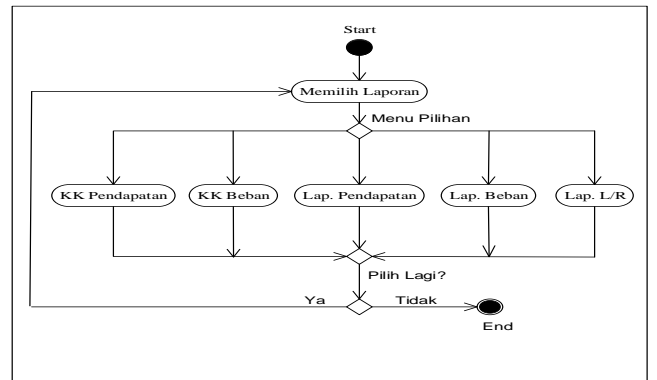 Start
Memilih Laporan
Menu Pilihan
KK Pendapatan
KK Beban
Lap. Pendapatan
Lap. Beban
Lap. L/R
Pilih Lagi?
Ya
Tidak
End